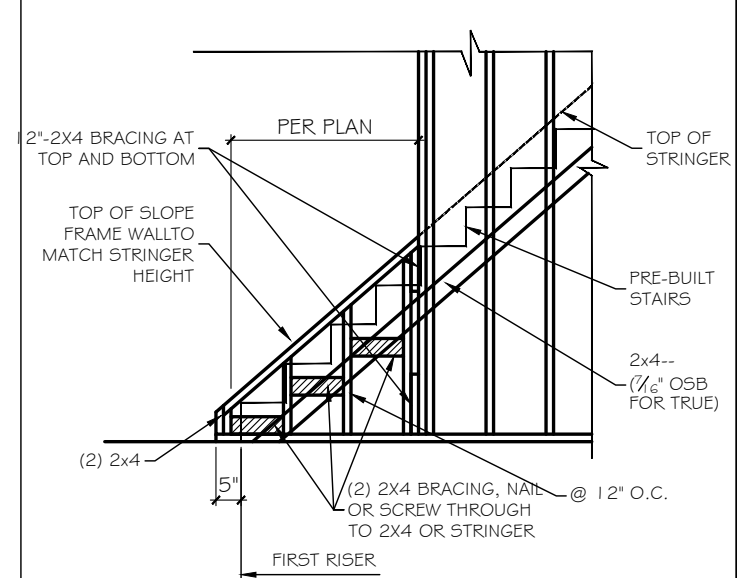 12"-2X4 BRACING AT
TOP AND BOTTOM
PER PLAN
TOP OF
STRINGER
TOP OF SLOPE
FRAME WALLTO
MATCH STRINGER
HEIGHT
PRE-BUILT
STAIRS
2x4--
(7/16" OSB
FOR TRUE)
(2) 2x4
5"
(2) 2X4 BRACING, NAIL
OR SCREW THROUGH
TO 2X4 OR STRINGER
@ 12" O.C.
FIRST RISER